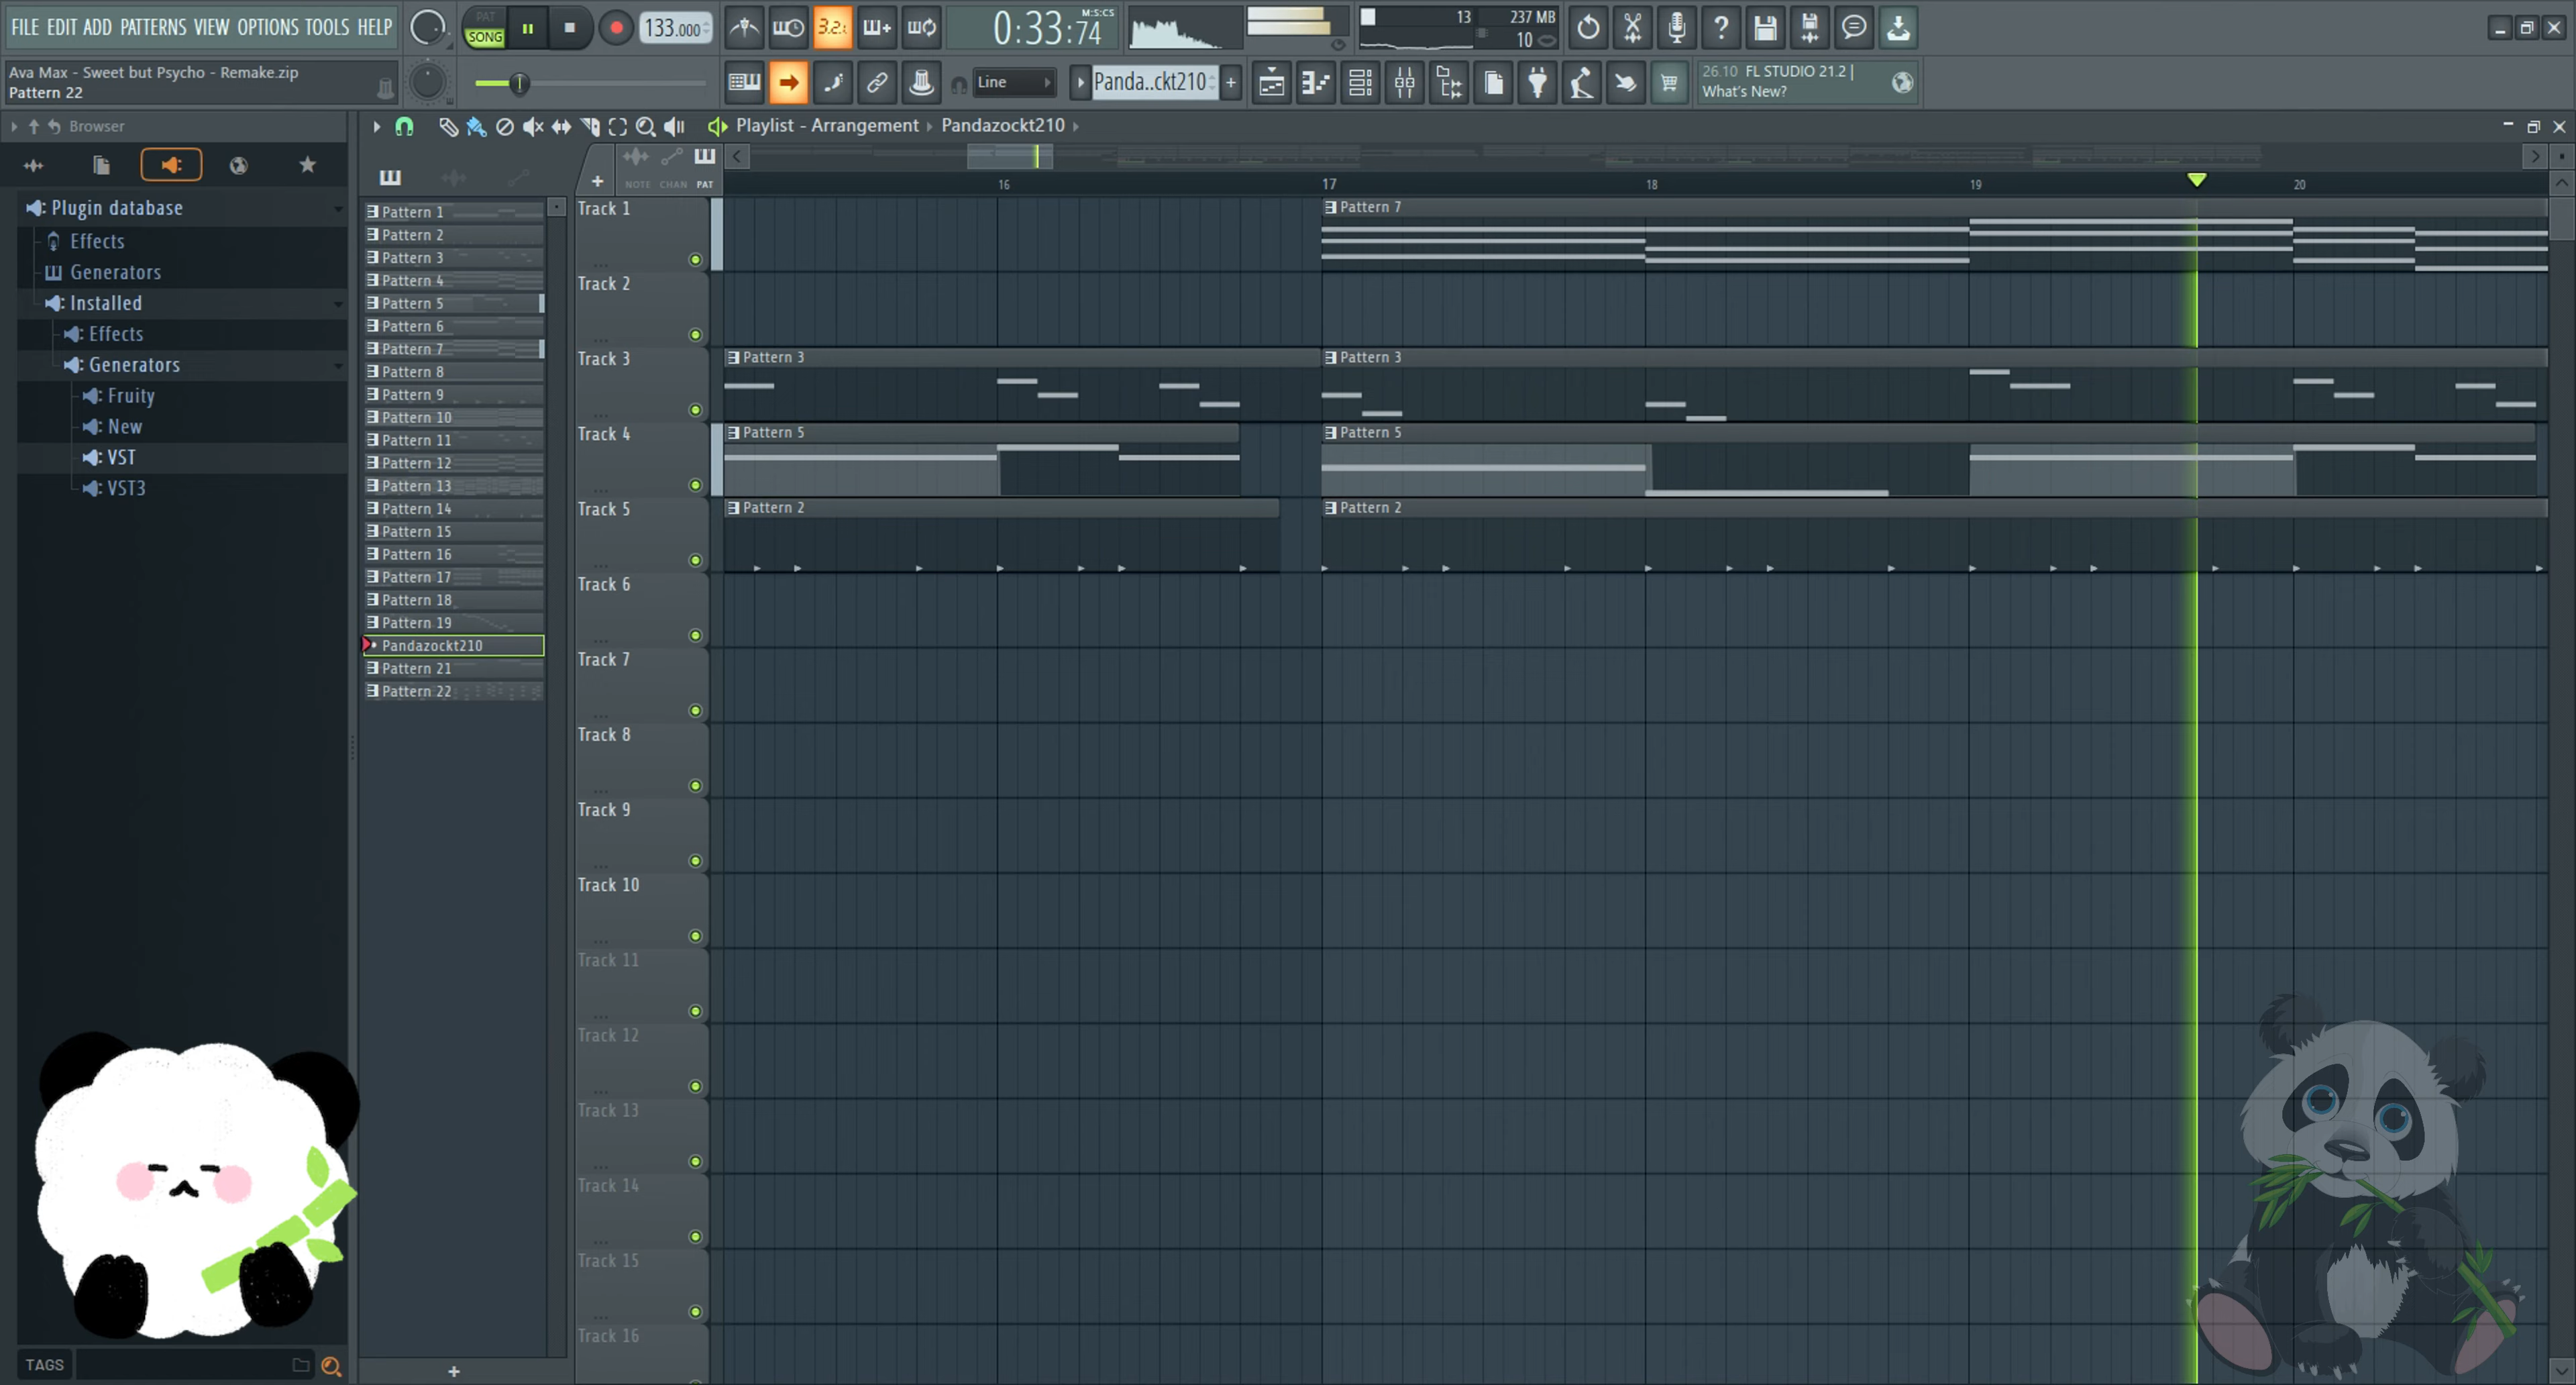 FILE EDIT ADD PATTERNS VIEW OPTIONS TOOLS HELP
PAT
SONG
133.000
3.2.
0:33:74
M:S:CS
13
237 MB
10
Ava Max - Sweet but Psycho - Remake.zip
Pattern 22
Line
Panda..ckt210
+
26.10 FL STUDIO 21.2 |
What's New?
Browser
Playlist - Arrangement
Pandazockt210
NOTE CHAN PAT
16
17
18
19
20
Plugin database
Effects
Generators
Installed
Effects
Generators
Fruity
New
VST
VST3
TAGS
Pattern 1
Pattern 2
Pattern 3
Pattern 4
Pattern 5
Pattern 6
Pattern 7
Pattern 8
Pattern 9
Pattern 10
Pattern 11
Pattern 12
Pattern 13
Pattern 14
Pattern 15
Pattern 16
Pattern 17
Pattern 18
Pattern 19
Pandazockt210
Pattern 21
Pattern 22
+
Track 1
Pattern 7
Track 2
Track 3
Pattern 3
Pattern 3
Track 4
Pattern 5
Pattern 5
Track 5
Pattern 2
Pattern 2
Track 6
Track 7
Track 8
Track 9
Track 10
Track 11
Track 12
Track 13
Track 14
Track 15
Track 16